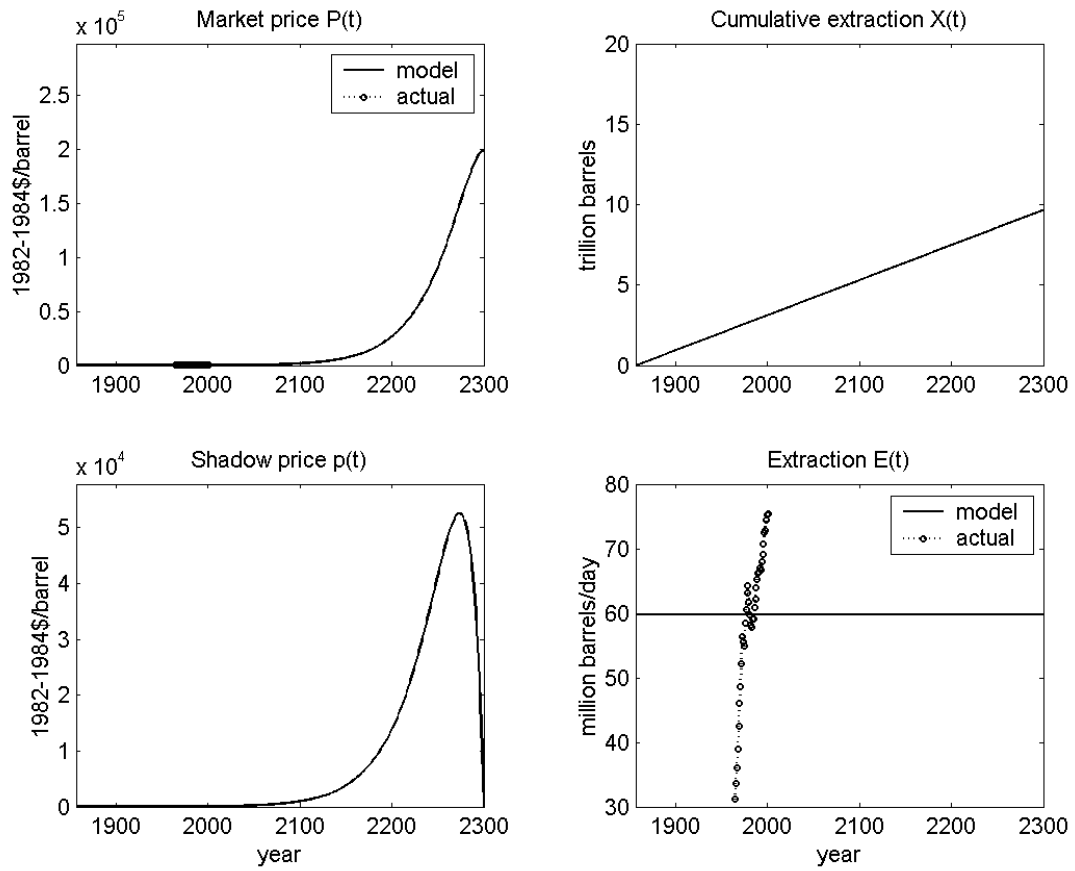 Market price P(t)
x 10^5
1982-1984$/barrel
2.5
2
1.5
1
0.5
0
1900 2000 2100 2200 2300
model
actual
Cumulative extraction X(t)
trillion barrels
20
15
10
5
0
1900 2000 2100 2200 2300
Shadow price p(t)
x 10^4
1982-1984$/barrel
5
4
3
2
1
0
1900 2000 2100 2200 2300
year
Extraction E(t)
million barrels/day
80
70
60
50
40
30
1900 2000 2100 2200 2300
year
model
actual